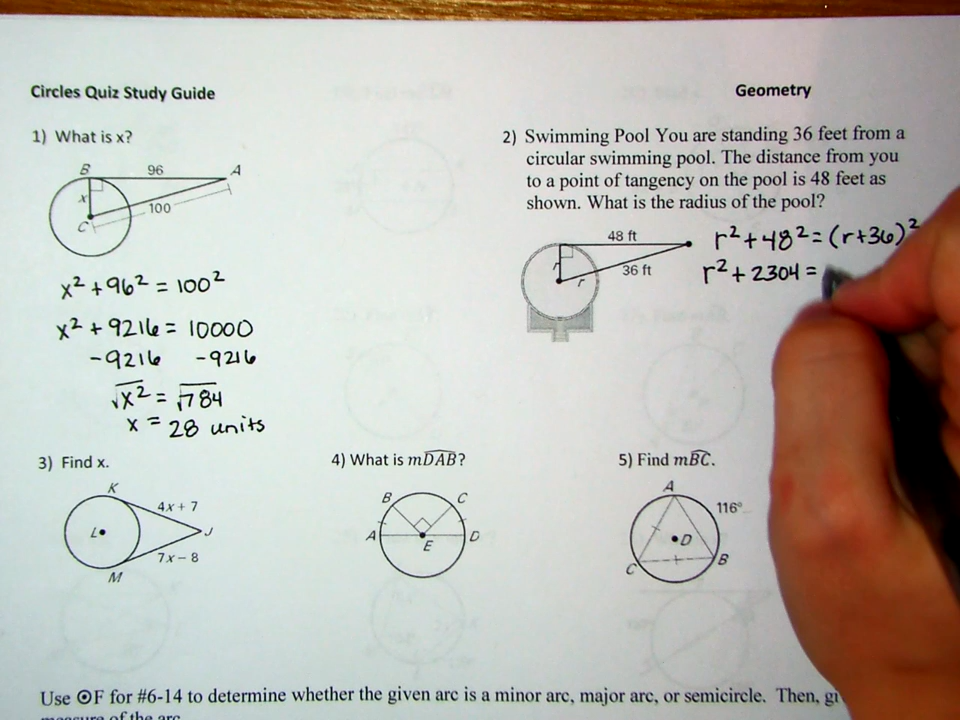 Circles Quiz Study Guide
Geometry
1) What is x?
B
96
A
x
100
C
x² + 96² = 100²
x² + 9216 = 10000
-9216 -9216
√x² = √784
x = 28 units
2) Swimming Pool You are standing 36 feet from a
circular swimming pool. The distance from you
to a point of tangency on the pool is 48 feet as
shown. What is the radius of the pool?
48 ft
r
36 ft
r
r² + 48² = (r+36)²
r² + 2304 =
3) Find x.
K
4x + 7
L
J
7x – 8
M
4) What is mDAB?
B
C
A
D
E
5) Find mBC.
A
116°
D
C
B
Use ⊙F for #6-14 to determine whether the given arc is a minor arc, major arc, or semicircle. Then,
measure of the arc